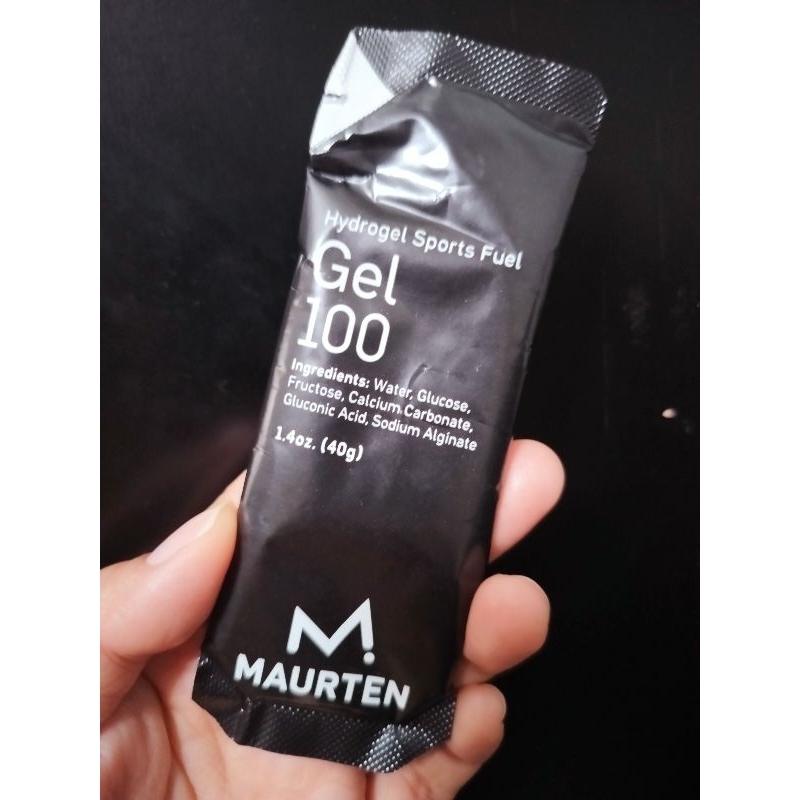 Hydrogel Sports Fuel
Gel
100
Ingredients: Water, Glucose,
Fructose, Calcium Carbonate,
Gluconic Acid, Sodium Alginate
1.4oz. (40g)
M.
MAURTEN